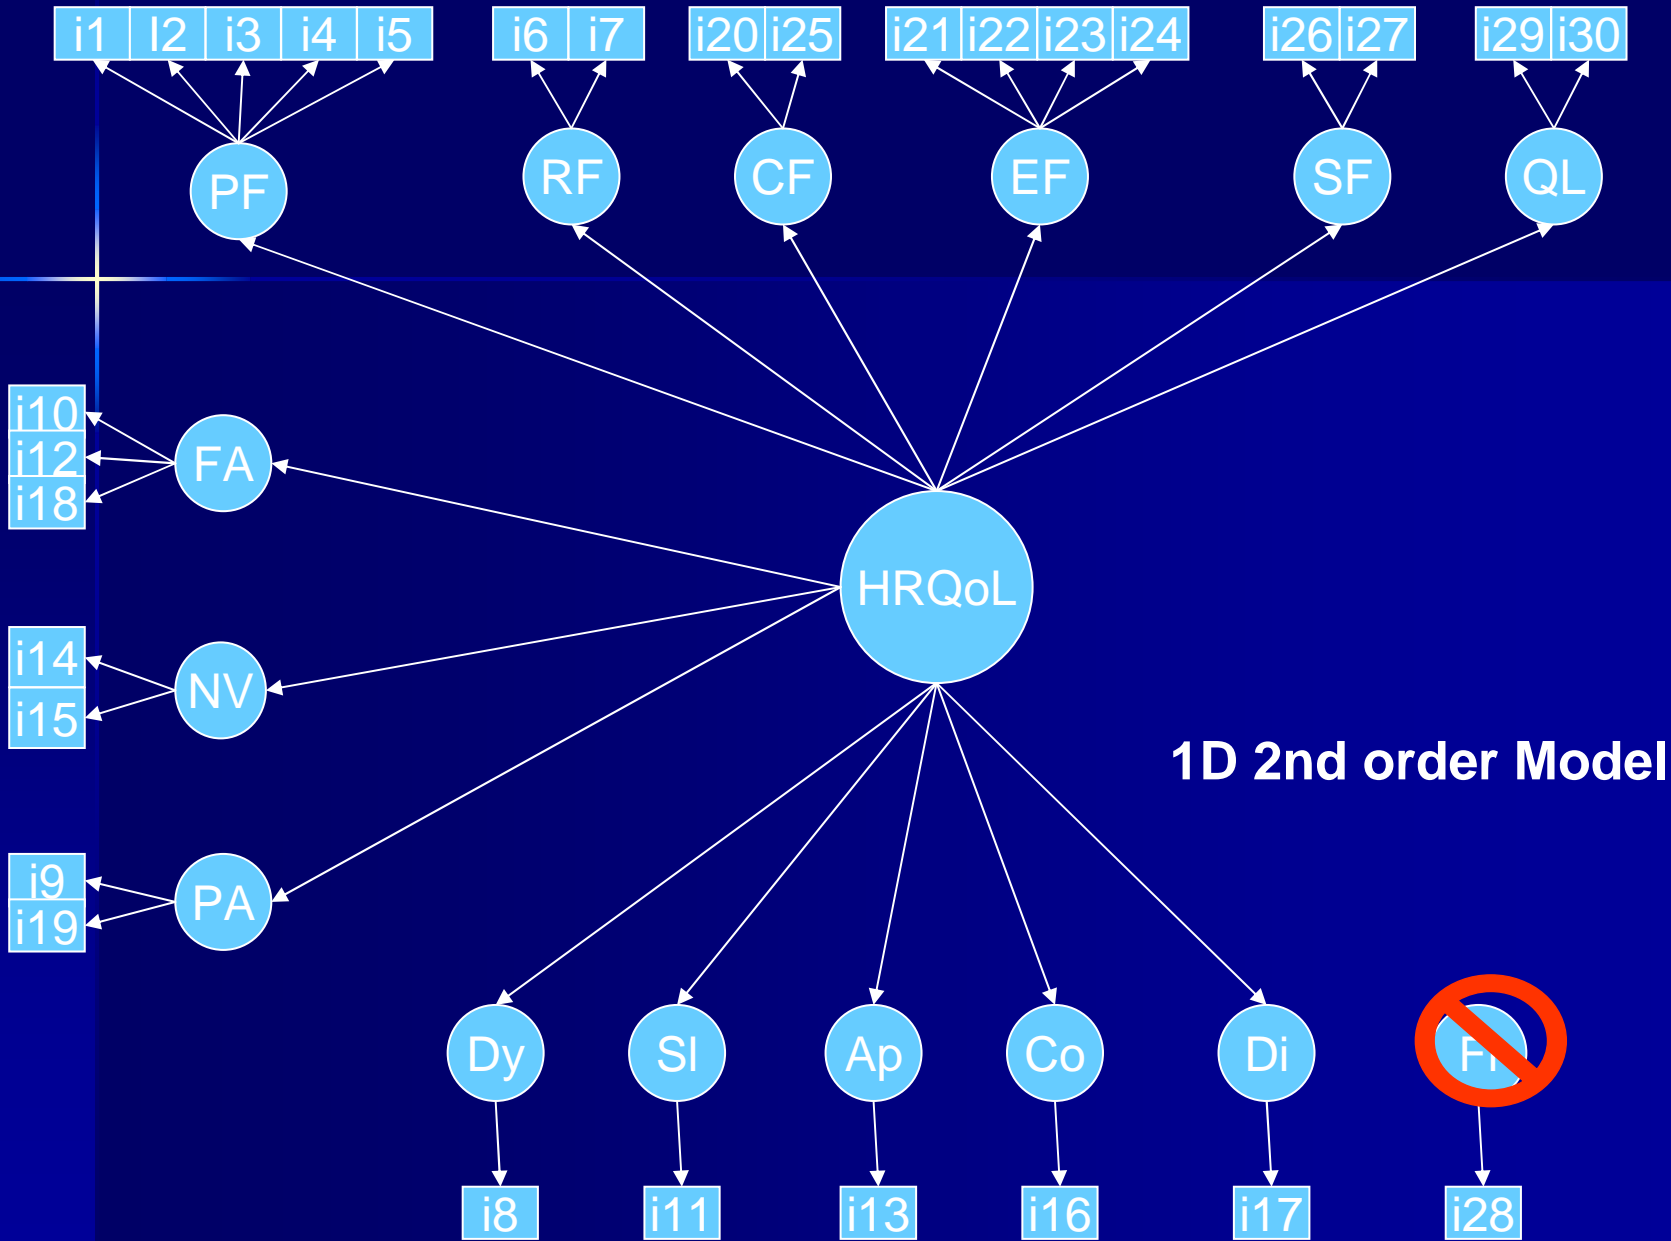 i1 I2 i3 i4 i5 i6 i7 i20 i25 i21 i22 i23 i24 i26 i27 i29 i30
PF RF CF EF SF QL
i10
i12
i18
FA
HRQoL
i14
i15
NV
1D 2nd order Model
i9
i19
PA
Dy Sl Ap Co Di Fi
i8 i11 i13 i16 i17 i28